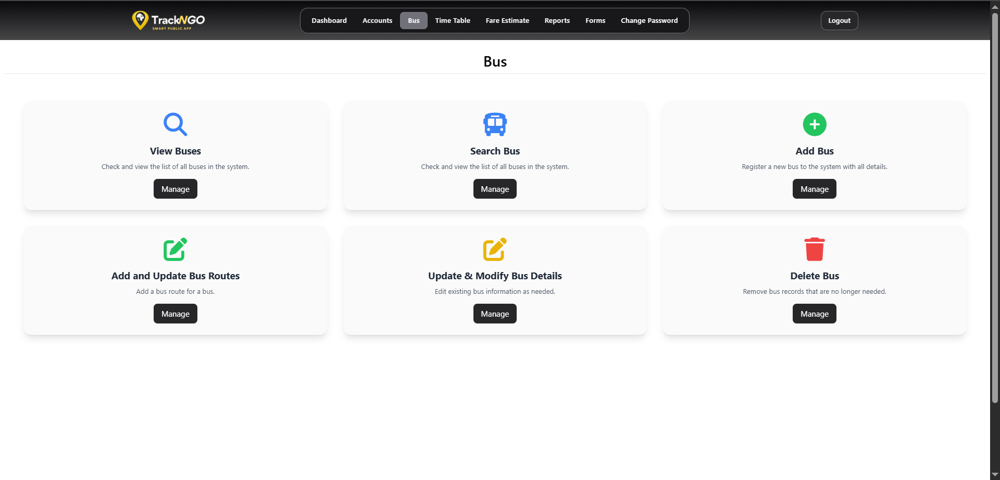 TrackNGO
SMART PUBLIC APP
Dashboard Accounts Bus Time Table Fare Estimate Reports Forms Change Password
Logout
Bus
View Buses
Check and view the list of all buses in the system.
Manage
Search Bus
Check and view the list of all buses in the system.
Manage
Add Bus
Register a new bus to the system with all details.
Manage
Add and Update Bus Routes
Add a bus route for a bus.
Manage
Update & Modify Bus Details
Edit existing bus information as needed.
Manage
Delete Bus
Remove bus records that are no longer needed.
Manage